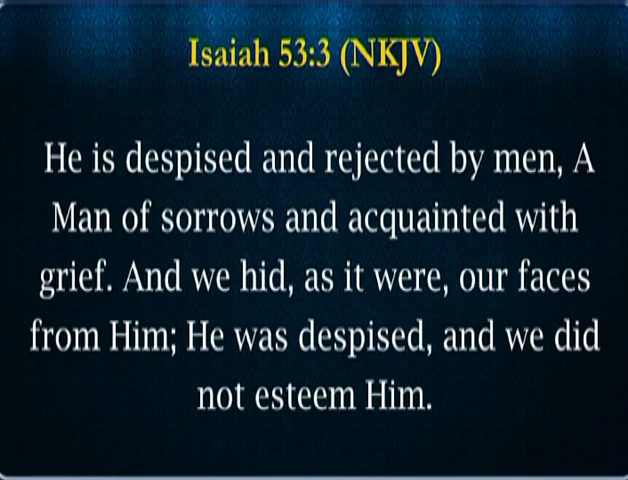 Isaiah 53:3 (NKJV)
He is despised and rejected by men, A
Man of sorrows and acquainted with
grief. And we hid, as it were, our faces
from Him; He was despised, and we did
not esteem Him.